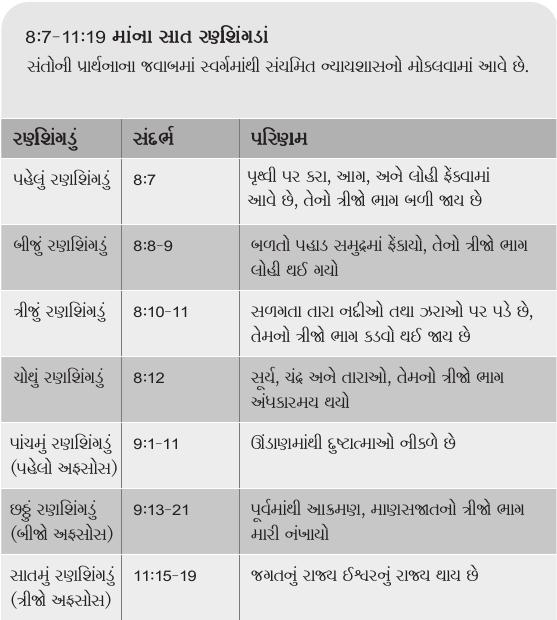 8:7-11:19 માંના સાત રણશિંગડાં
સંતોની પ્રાર્થનાના જવાબમાં સ્વર્ગમાંથી સંયમિત ન્યાયશાસનો મોકલવામાં આવે છે.
રણશિંગડું સંદર્ભ પરિણમ
પહેલું રણશિંગડું 8:7 પૃથ્વી પર કરા, આગ, અને લોહી ફેંકવામાં
આવે છે, તેનો ત્રીજો ભાગ બળી જાય છે
બીજું રણશિંગડું 8:8-9 બળતો પહાડ સમુદ્રમાં ફેંકાયો, તેનો ત્રીજો ભાગ
લોહી થઈ ગયો
ત્રીજું રણશિંગડું 8:10-11 સળગતા તારા નદીઓ તથા ઝરાઓ પર પડે છે,
તેમનો ત્રીજો ભાગ કડવો થઈ જાય છે
ચોથું રણશિંગડું 8:12 સૂર્ય, ચંદ્ર અને તારાઓ, તેમનો ત્રીજો ભાગ
અંધકારમય થયો
પાંચમું રણશિંગડું 9:1-11 ઊંડાણમાંથી દુષ્ટાત્માઓ નીકળે છે
(પહેલો અફસોસ)
છઠ્ઠું રણશિંગડું 9:13-21 પૂર્વમાંથી આક્રમણ, માણસજાતનો ત્રીજો ભાગ
(બીજો અફસોસ) મારી નંખાયો
સાતમું રણશિંગડું 11:15-19 જગતનું રાજ્ય ઈશ્વરનું રાજ્ય થાય છે
(ત્રીજો અફસોસ)